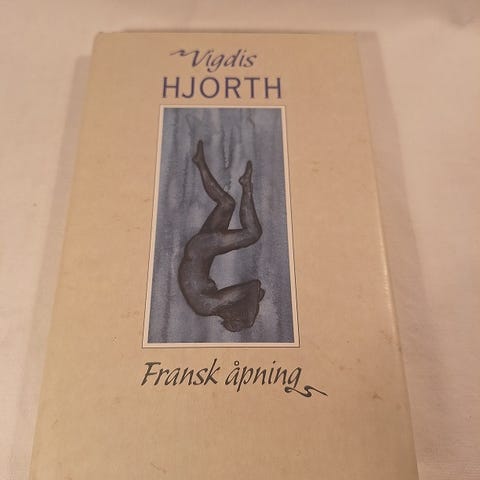 Vigdis
HJORTH
Fransk åpning